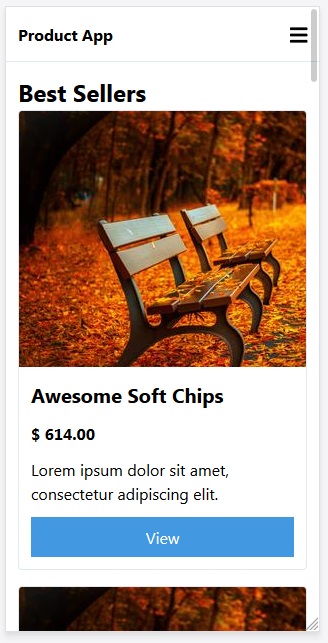 Product App
Best Sellers
Awesome Soft Chips
$ 614.00
Lorem ipsum dolor sit amet,
consectetur adipiscing elit.
View